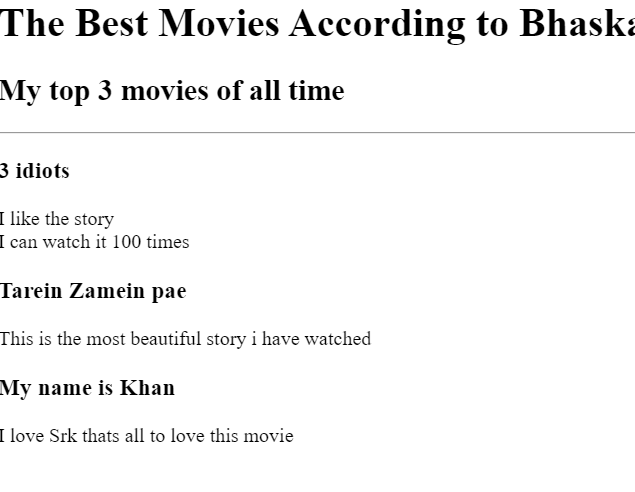 The Best Movies According to Bhaska
My top 3 movies of all time
3 idiots
I like the story
I can watch it 100 times
Tarein Zamein pae
This is the most beautiful story i have watched
My name is Khan
I love Srk thats all to love this movie